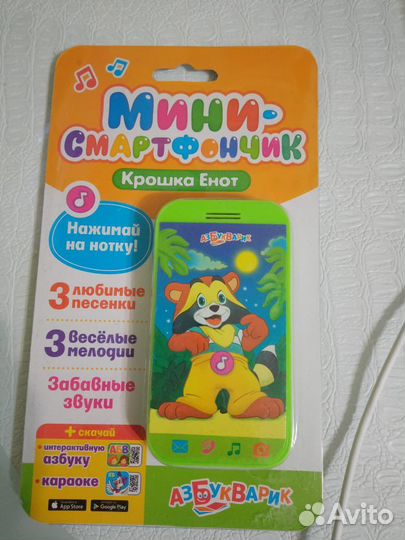 МИНИ-
СМАРТФОНЧИК
Крошка Енот
Нажимай
на нотку!
АЗБУКВАРИК
3 любимые
песенки
3 весёлые
мелодии
Забавные
звуки
+ скачай
• интерактивную
азбуку
АБВ
• караоке
App Store
Google Play
АЗБУКВАРИК
Avito